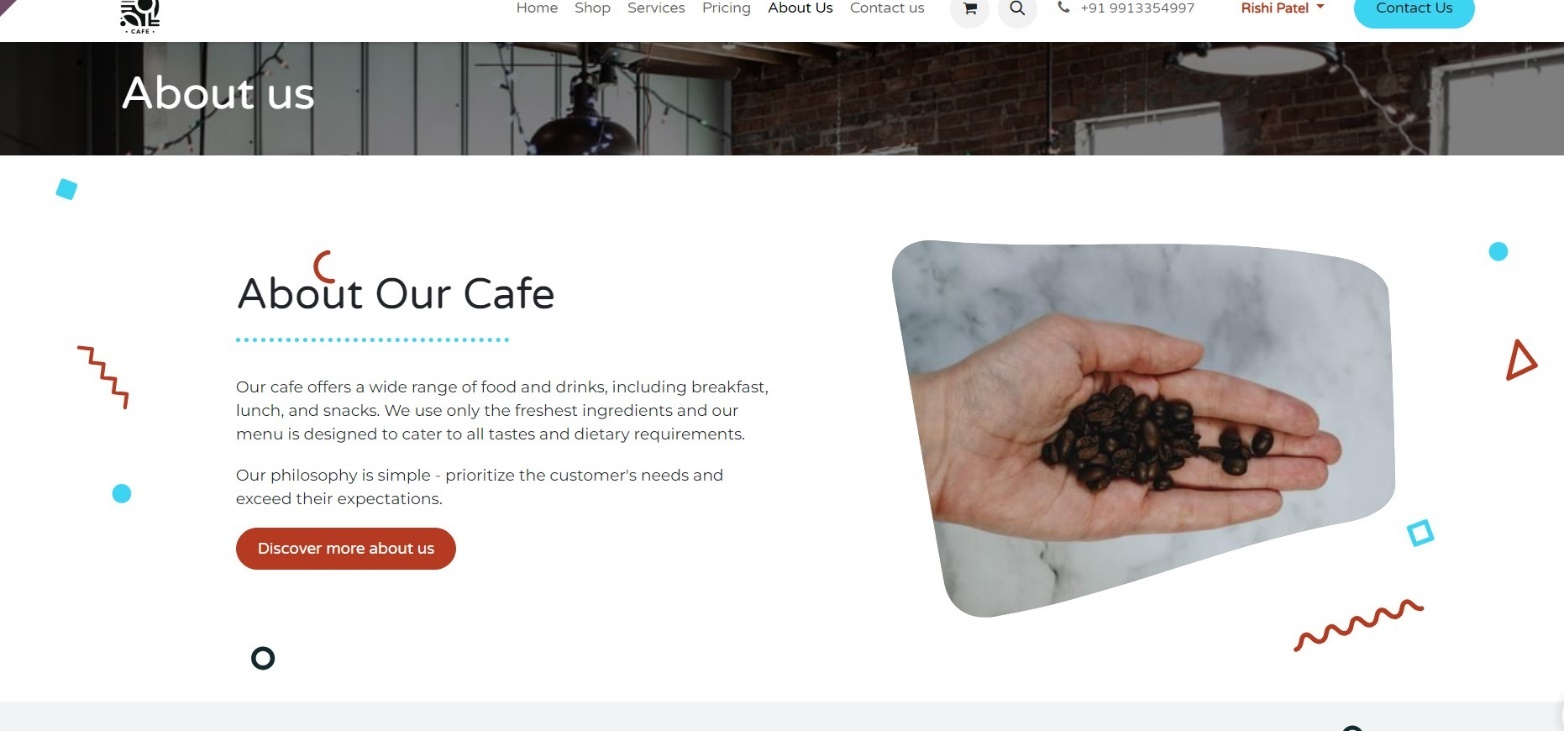 • CAFE •
Home Shop Services Pricing About Us Contact us +91 9913354997 Rishi Patel Contact Us
About us
About Our Cafe
Our cafe offers a wide range of food and drinks, including breakfast,
lunch, and snacks. We use only the freshest ingredients and our
menu is designed to cater to all tastes and dietary requirements.
Our philosophy is simple - prioritize the customer's needs and
exceed their expectations.
Discover more about us